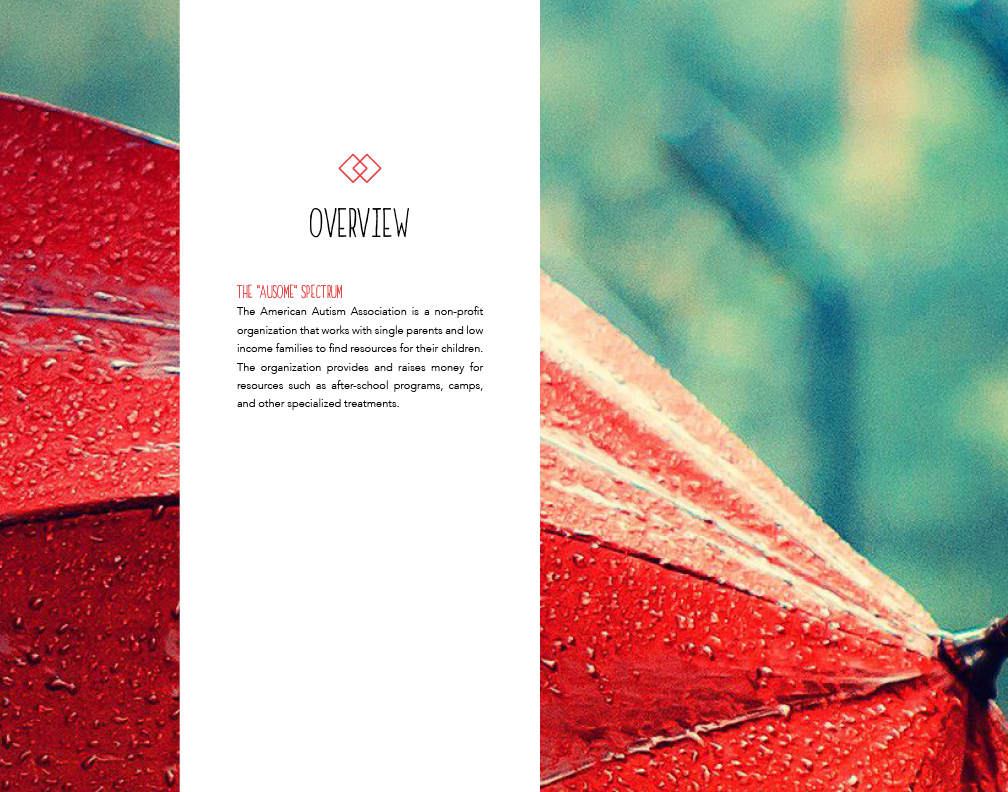 OVERVIEW
THE "AUSOME" SPECTRUM
The American Autism Association is a non-profit
organization that works with single parents and low
income families to find resources for their children.
The organization provides and raises money for
resources such as after-school programs, camps,
and other specialized treatments.